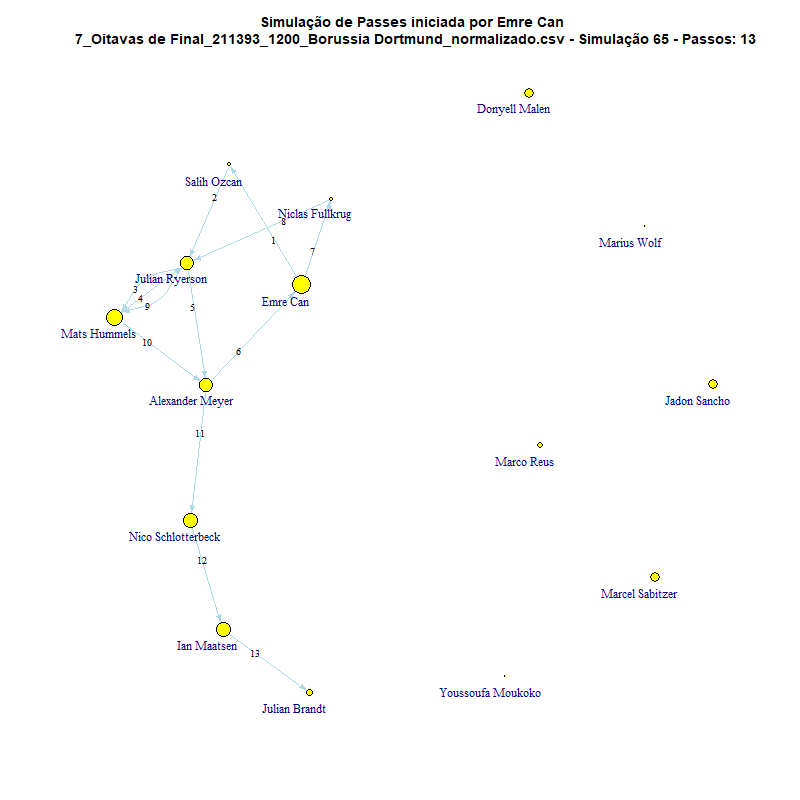 Simulação de Passes iniciada por Emre Can
7_Oitavas de Final_211393_1200_Borussia Dortmund_normalizado.csv - Simulação 65 - Passos: 13
Donyell Malen
Salih Ozcan
2
Niclas Fullkrug
8
1
Marius Wolf
7
Julian Ryerson
3
4
9
5
Emre Can
Mats Hummels
10
6
Alexander Meyer
Jadon Sancho
11
Marco Reus
Nico Schlotterbeck
12
Marcel Sabitzer
Ian Maatsen
13
Youssoufa Moukoko
Julian Brandt